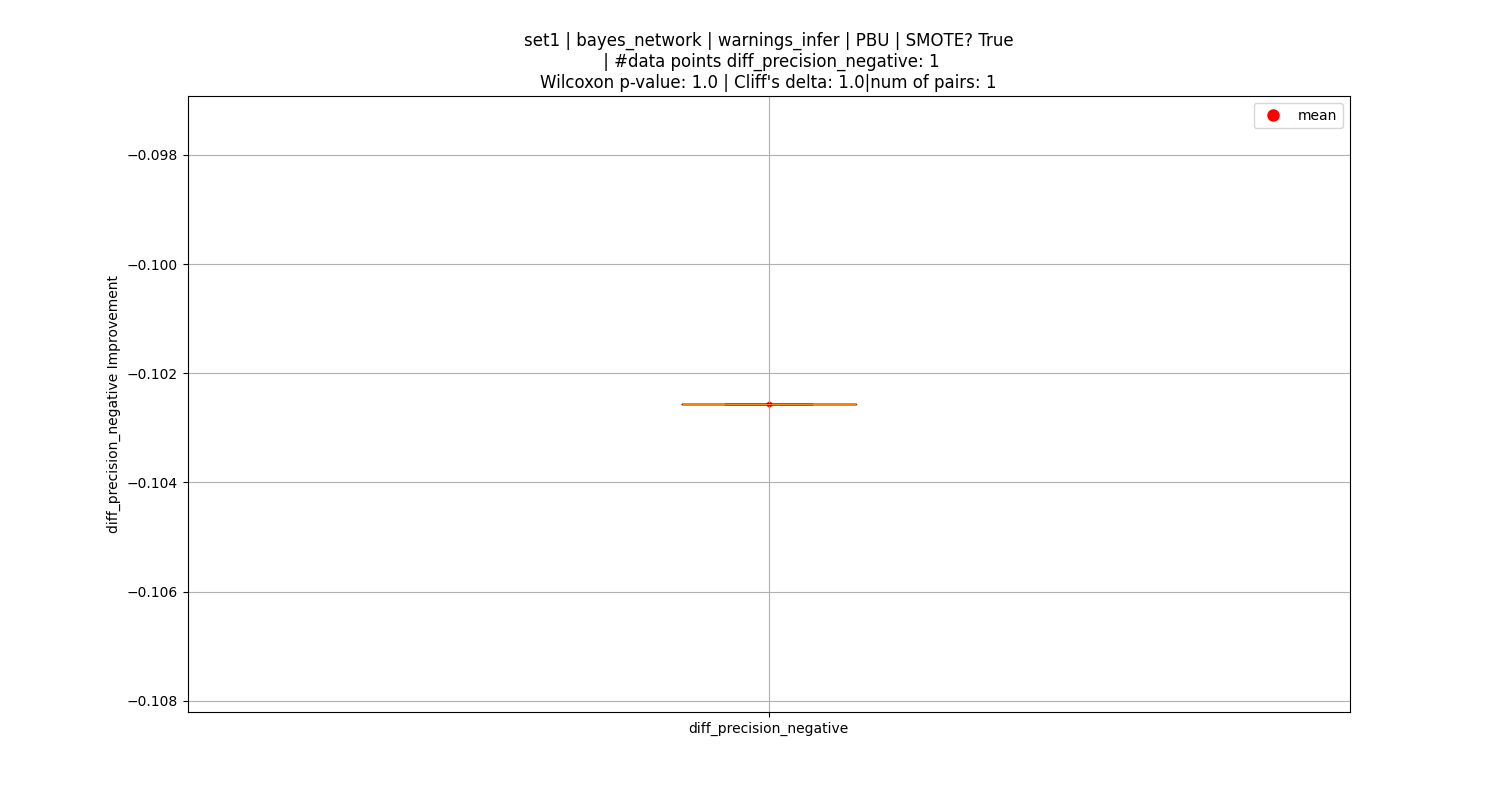 set1 | bayes_network | warnings_infer | PBU | SMOTE? True
| #data points diff_precision_negative: 1
Wilcoxon p-value: 1.0 | Cliff's delta: 1.0|num of pairs: 1
mean
−0.098
−0.100
−0.102
−0.104
−0.106
−0.108
diff_precision_negative Improvement
diff_precision_negative